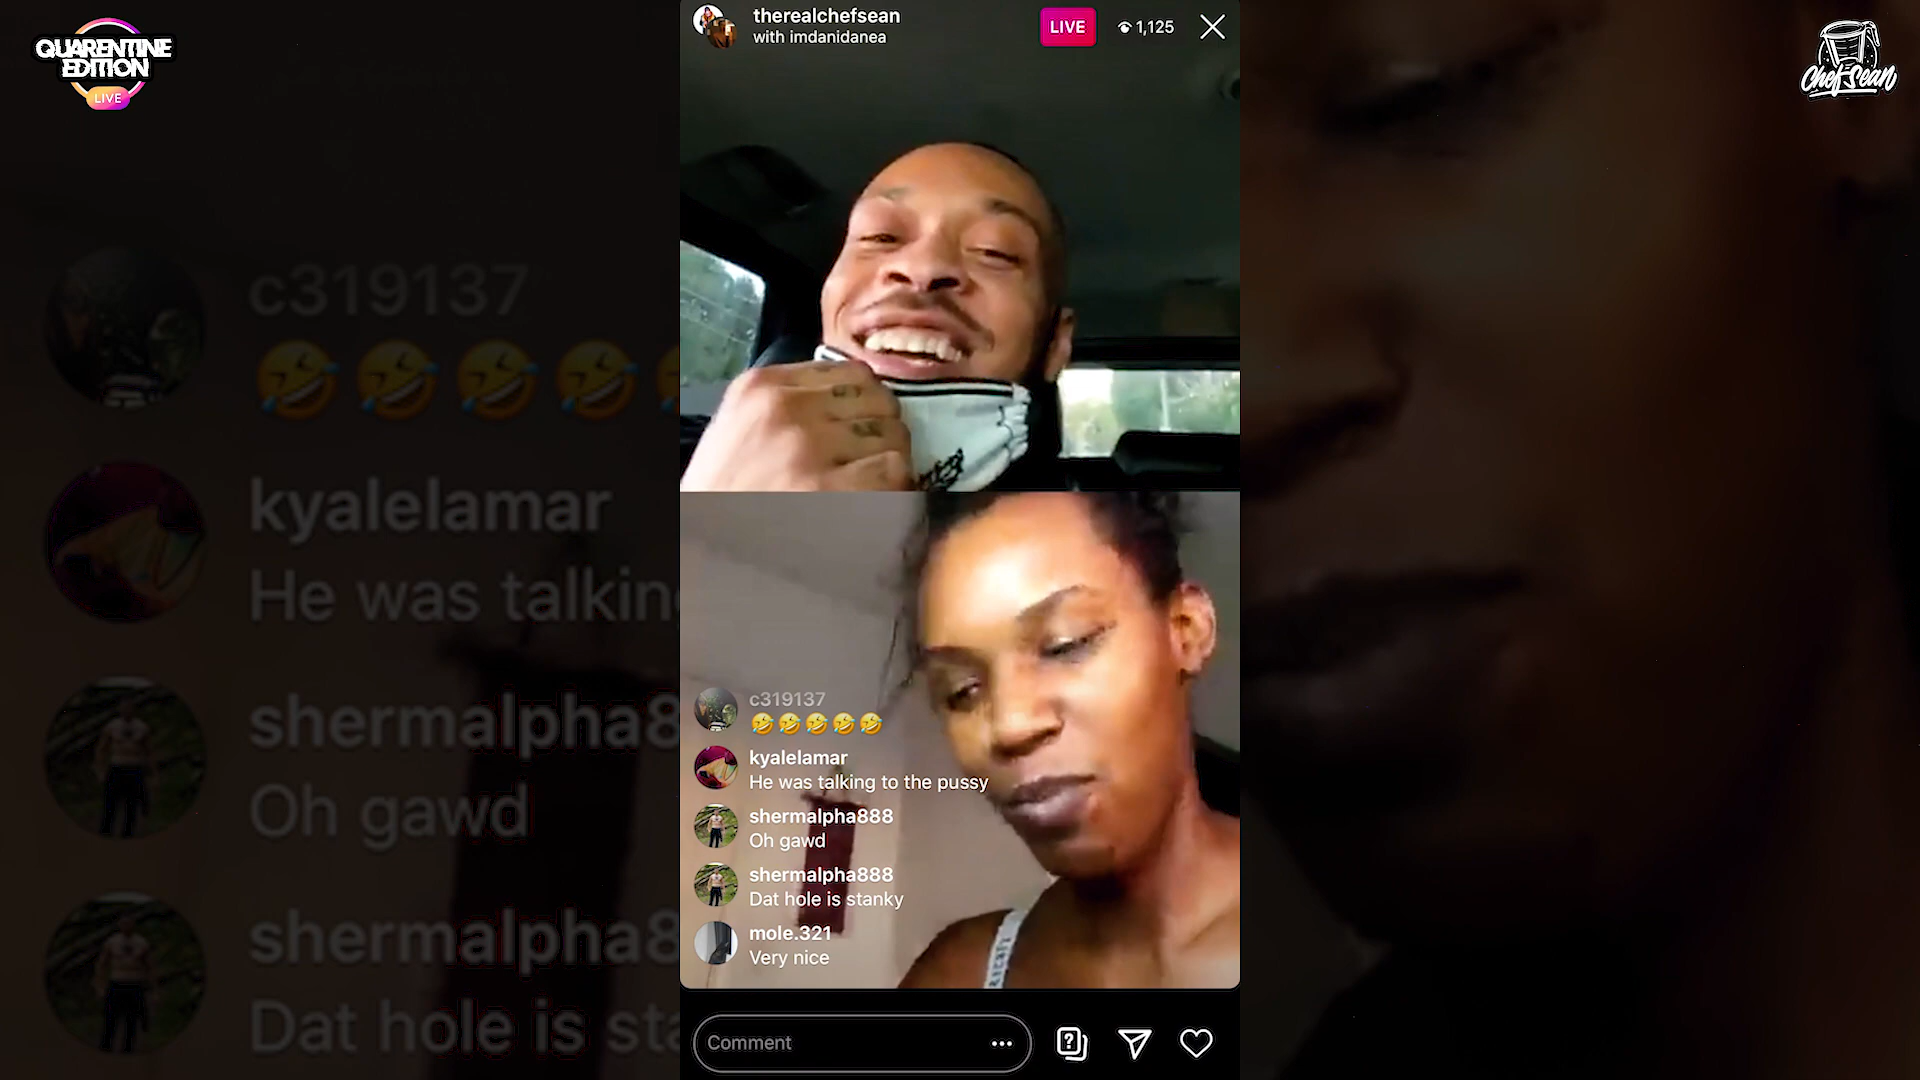 QUARENTINE
EDITION
LIVE
therealchefsean
with imdanidanea
LIVE
1,125
Chef Sean
c319137
🤣🤣🤣🤣
kyalelamar
He was talkin
shermalpha8
Oh gawd
shermalpha8
Dat hole is sta
c319137
🤣🤣🤣🤣🤣
kyalelamar
He was talking to the pussy
shermalpha888
Oh gawd
shermalpha888
Dat hole is stanky
mole.321
Very nice
Comment